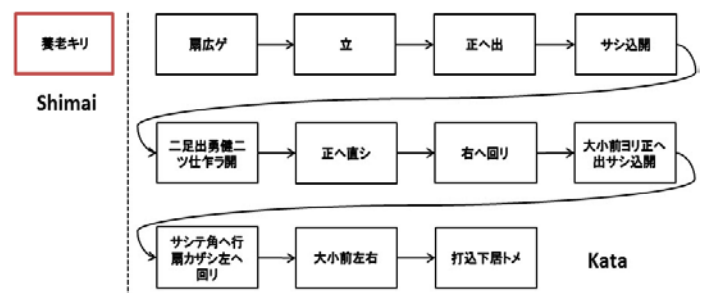 養老キリ
Shimai
扇広ゲ
立
正へ出
サシ込開
二足出勇健二
ツ仕乍ラ開
正へ直シ
右へ回リ
大小前ヨリ正へ
出サシ込開
サシテ角へ行
扇カザシ左へ
回リ
大小前左右
打込下居トメ
Kata